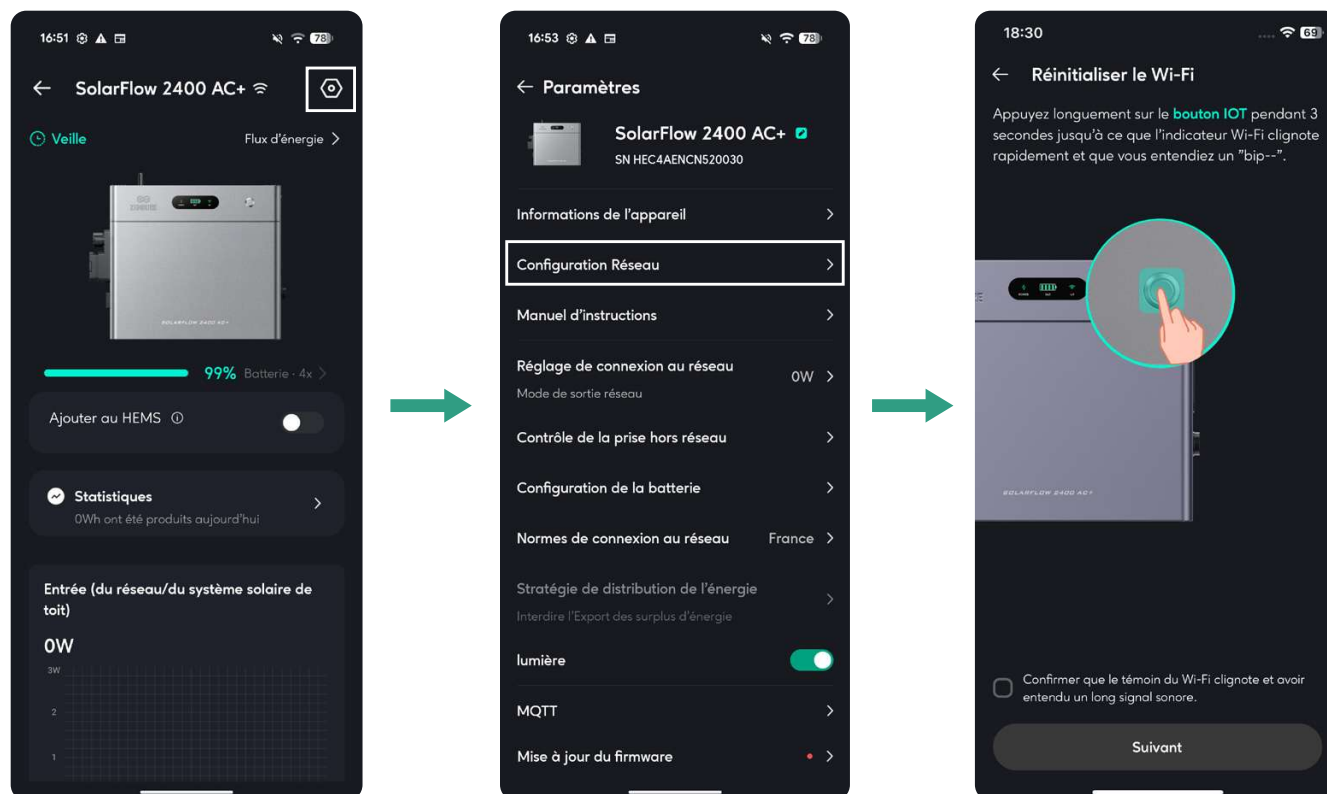 16:51
78
SolarFlow 2400 AC+
Veille
Flux d'énergie
ZENDURE
SOLARFLOW 2400 AC+
99% Batterie · 4x
Ajouter au HEMS
Statistiques
0Wh ont été produits aujourd'hui
Entrée (du réseau/du système solaire de
toit)
0W
3W
2
1
16:53
78
Paramètres
SolarFlow 2400 AC+
SN HEC4AENCN520030
Informations de l'appareil
Configuration Réseau
Manuel d'instructions
Réglage de connexion au réseau
0W
Mode de sortie réseau
Contrôle de la prise hors réseau
Configuration de la batterie
Normes de connexion au réseau
France
Stratégie de distribution de l'énergie
Interdire l'Export des surplus d'énergie
lumière
MQTT
Mise à jour du firmware
18:30
69
Réinitialiser le Wi-Fi
Appuyez longuement sur le bouton IOT pendant 3
secondes jusqu'à ce que l'indicateur Wi-Fi clignote
rapidement et que vous entendiez un "bip--".
SOLARFLOW 2400 AC+
Confirmer que le témoin du Wi-Fi clignote et avoir
entendu un long signal sonore.
Suivant